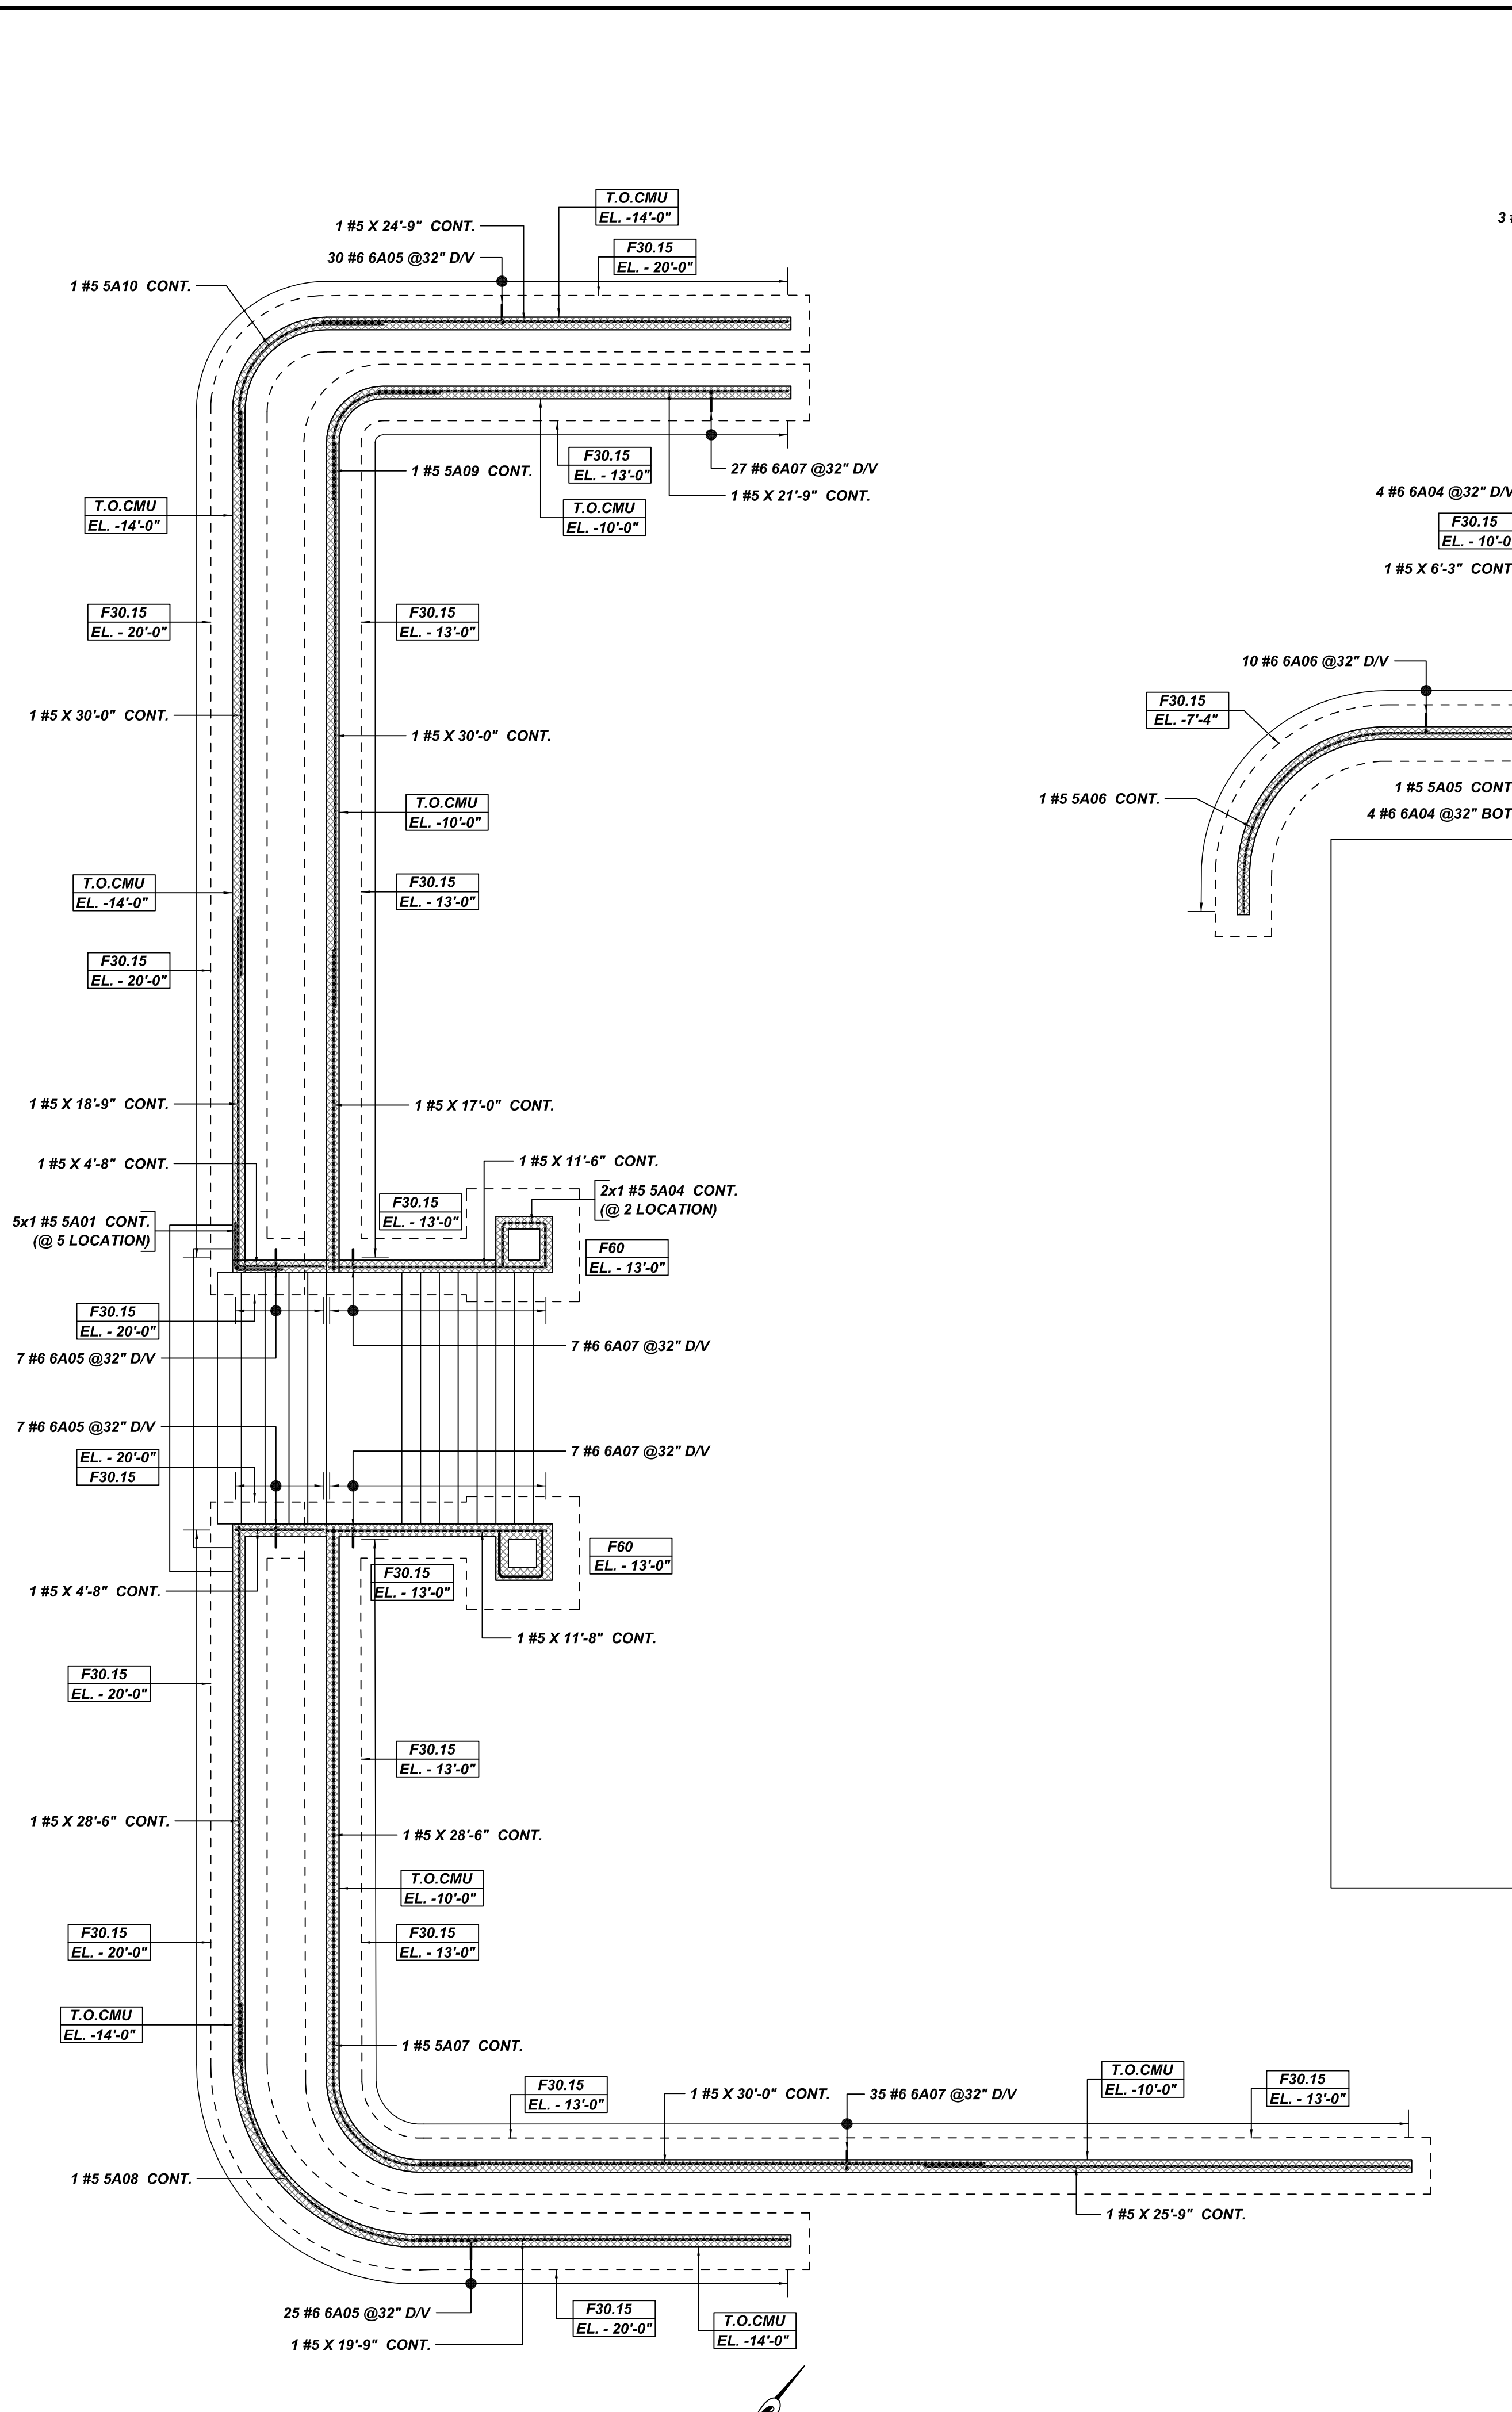 T.O.CMU
EL. -14'-0"
1 #5 X 24'-9" CONT.
F30.15
EL. - 20'-0"
30 #6 6A05 @32" D/V
1 #5 5A10 CONT.
3 #
1 #5 5A09 CONT.
F30.15
EL. - 13'-0"
27 #6 6A07 @32" D/V
1 #5 X 21'-9" CONT.
T.O.CMU
EL. -10'-0"
T.O.CMU
EL. -14'-0"
4 #6 6A04 @32" D/V
F30.15
EL. - 10'-0
1 #5 X 6'-3" CONT
F30.15
EL. - 20'-0"
F30.15
EL. - 13'-0"
10 #6 6A06 @32" D/V
F30.15
EL. -7'-4"
1 #5 X 30'-0" CONT.
1 #5 X 30'-0" CONT.
1 #5 5A06 CONT.
1 #5 5A05 CONT
4 #6 6A04 @32" BOT
T.O.CMU
EL. -10'-0"
T.O.CMU
EL. -14'-0"
F30.15
EL. - 13'-0"
F30.15
EL. - 20'-0"
1 #5 X 18'-9" CONT.
1 #5 X 17'-0" CONT.
1 #5 X 4'-8" CONT.
1 #5 X 11'-6" CONT.
5x1 #5 5A01 CONT.
(@ 5 LOCATION)
F30.15
EL. - 13'-0"
2x1 #5 5A04 CONT.
(@ 2 LOCATION)
F60
EL. - 13'-0"
F30.15
EL. - 20'-0"
7 #6 6A05 @32" D/V
7 #6 6A07 @32" D/V
7 #6 6A05 @32" D/V
7 #6 6A07 @32" D/V
EL. - 20'-0"
F30.15
F60
EL. - 13'-0"
F30.15
EL. - 13'-0"
1 #5 X 4'-8" CONT.
1 #5 X 11'-8" CONT.
F30.15
EL. - 20'-0"
F30.15
EL. - 13'-0"
1 #5 X 28'-6" CONT.
1 #5 X 28'-6" CONT.
T.O.CMU
EL. -10'-0"
F30.15
EL. - 20'-0"
F30.15
EL. - 13'-0"
T.O.CMU
EL. -14'-0"
1 #5 5A07 CONT.
F30.15
EL. - 13'-0"
1 #5 X 30'-0" CONT.
35 #6 6A07 @32" D/V
T.O.CMU
EL. -10'-0"
F30.15
EL. - 13'-0"
1 #5 5A08 CONT.
1 #5 X 25'-9" CONT.
25 #6 6A05 @32" D/V
F30.15
EL. - 20'-0"
T.O.CMU
EL. -14'-0"
1 #5 X 19'-9" CONT.